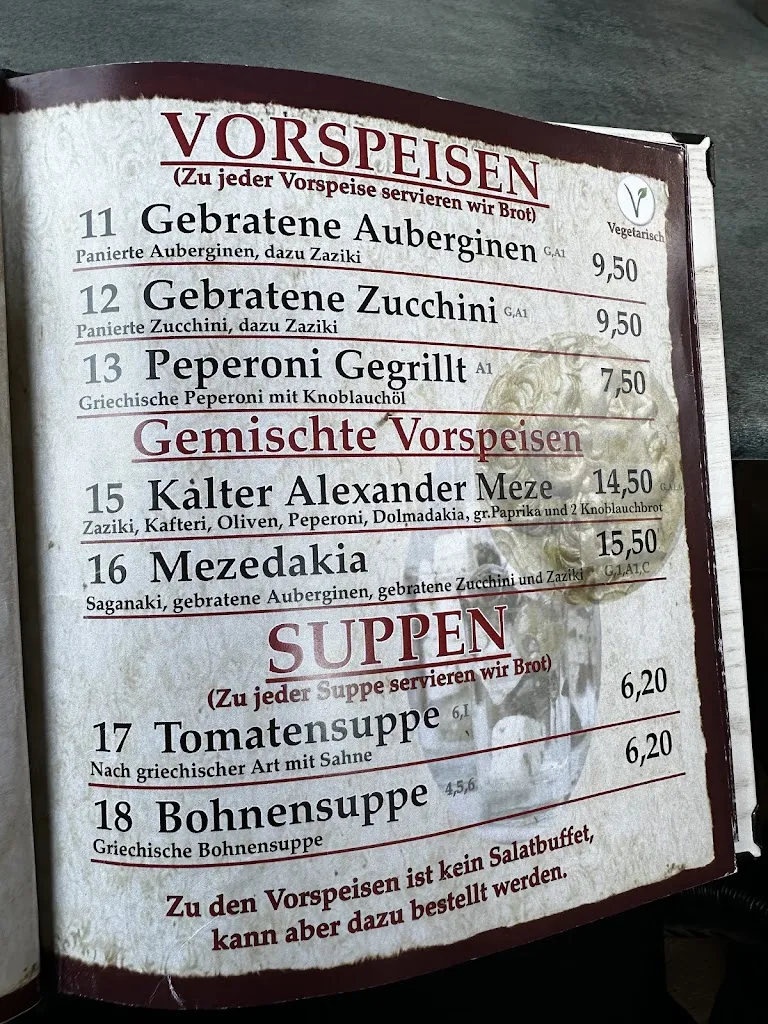 VORSPEISEN
(Zu jeder Vorspeise servieren wir Brot)
Vegetarisch
11 Gebratene Auberginen G,A1 9,50
Panierte Auberginen, dazu Zaziki
12 Gebratene Zucchini G,A1 9,50
Panierte Zucchini, dazu Zaziki
13 Peperoni Gegrillt A1 7,50
Griechische Peperoni mit Knoblauchöl
Gemischte Vorspeisen
15 Kalter Alexander Meze 14,50
Zaziki, Kafteri, Oliven, Peperoni, Dolmadakia, gr.Paprika und 2 Knoblauchbrot
16 Mezedakia 15,50
Saganaki, gebratene Auberginen, gebratene Zucchini und Zaziki G,1,A1,C
SUPPEN
(Zu jeder Suppe servieren wir Brot)
17 Tomatensuppe 6,I 6,20
Nach griechischer Art mit Sahne
18 Bohnensuppe 4,5,6 6,20
Griechische Bohnensuppe
Zu den Vorspeisen ist kein Salatbuffet,
kann aber dazu bestellt werden.